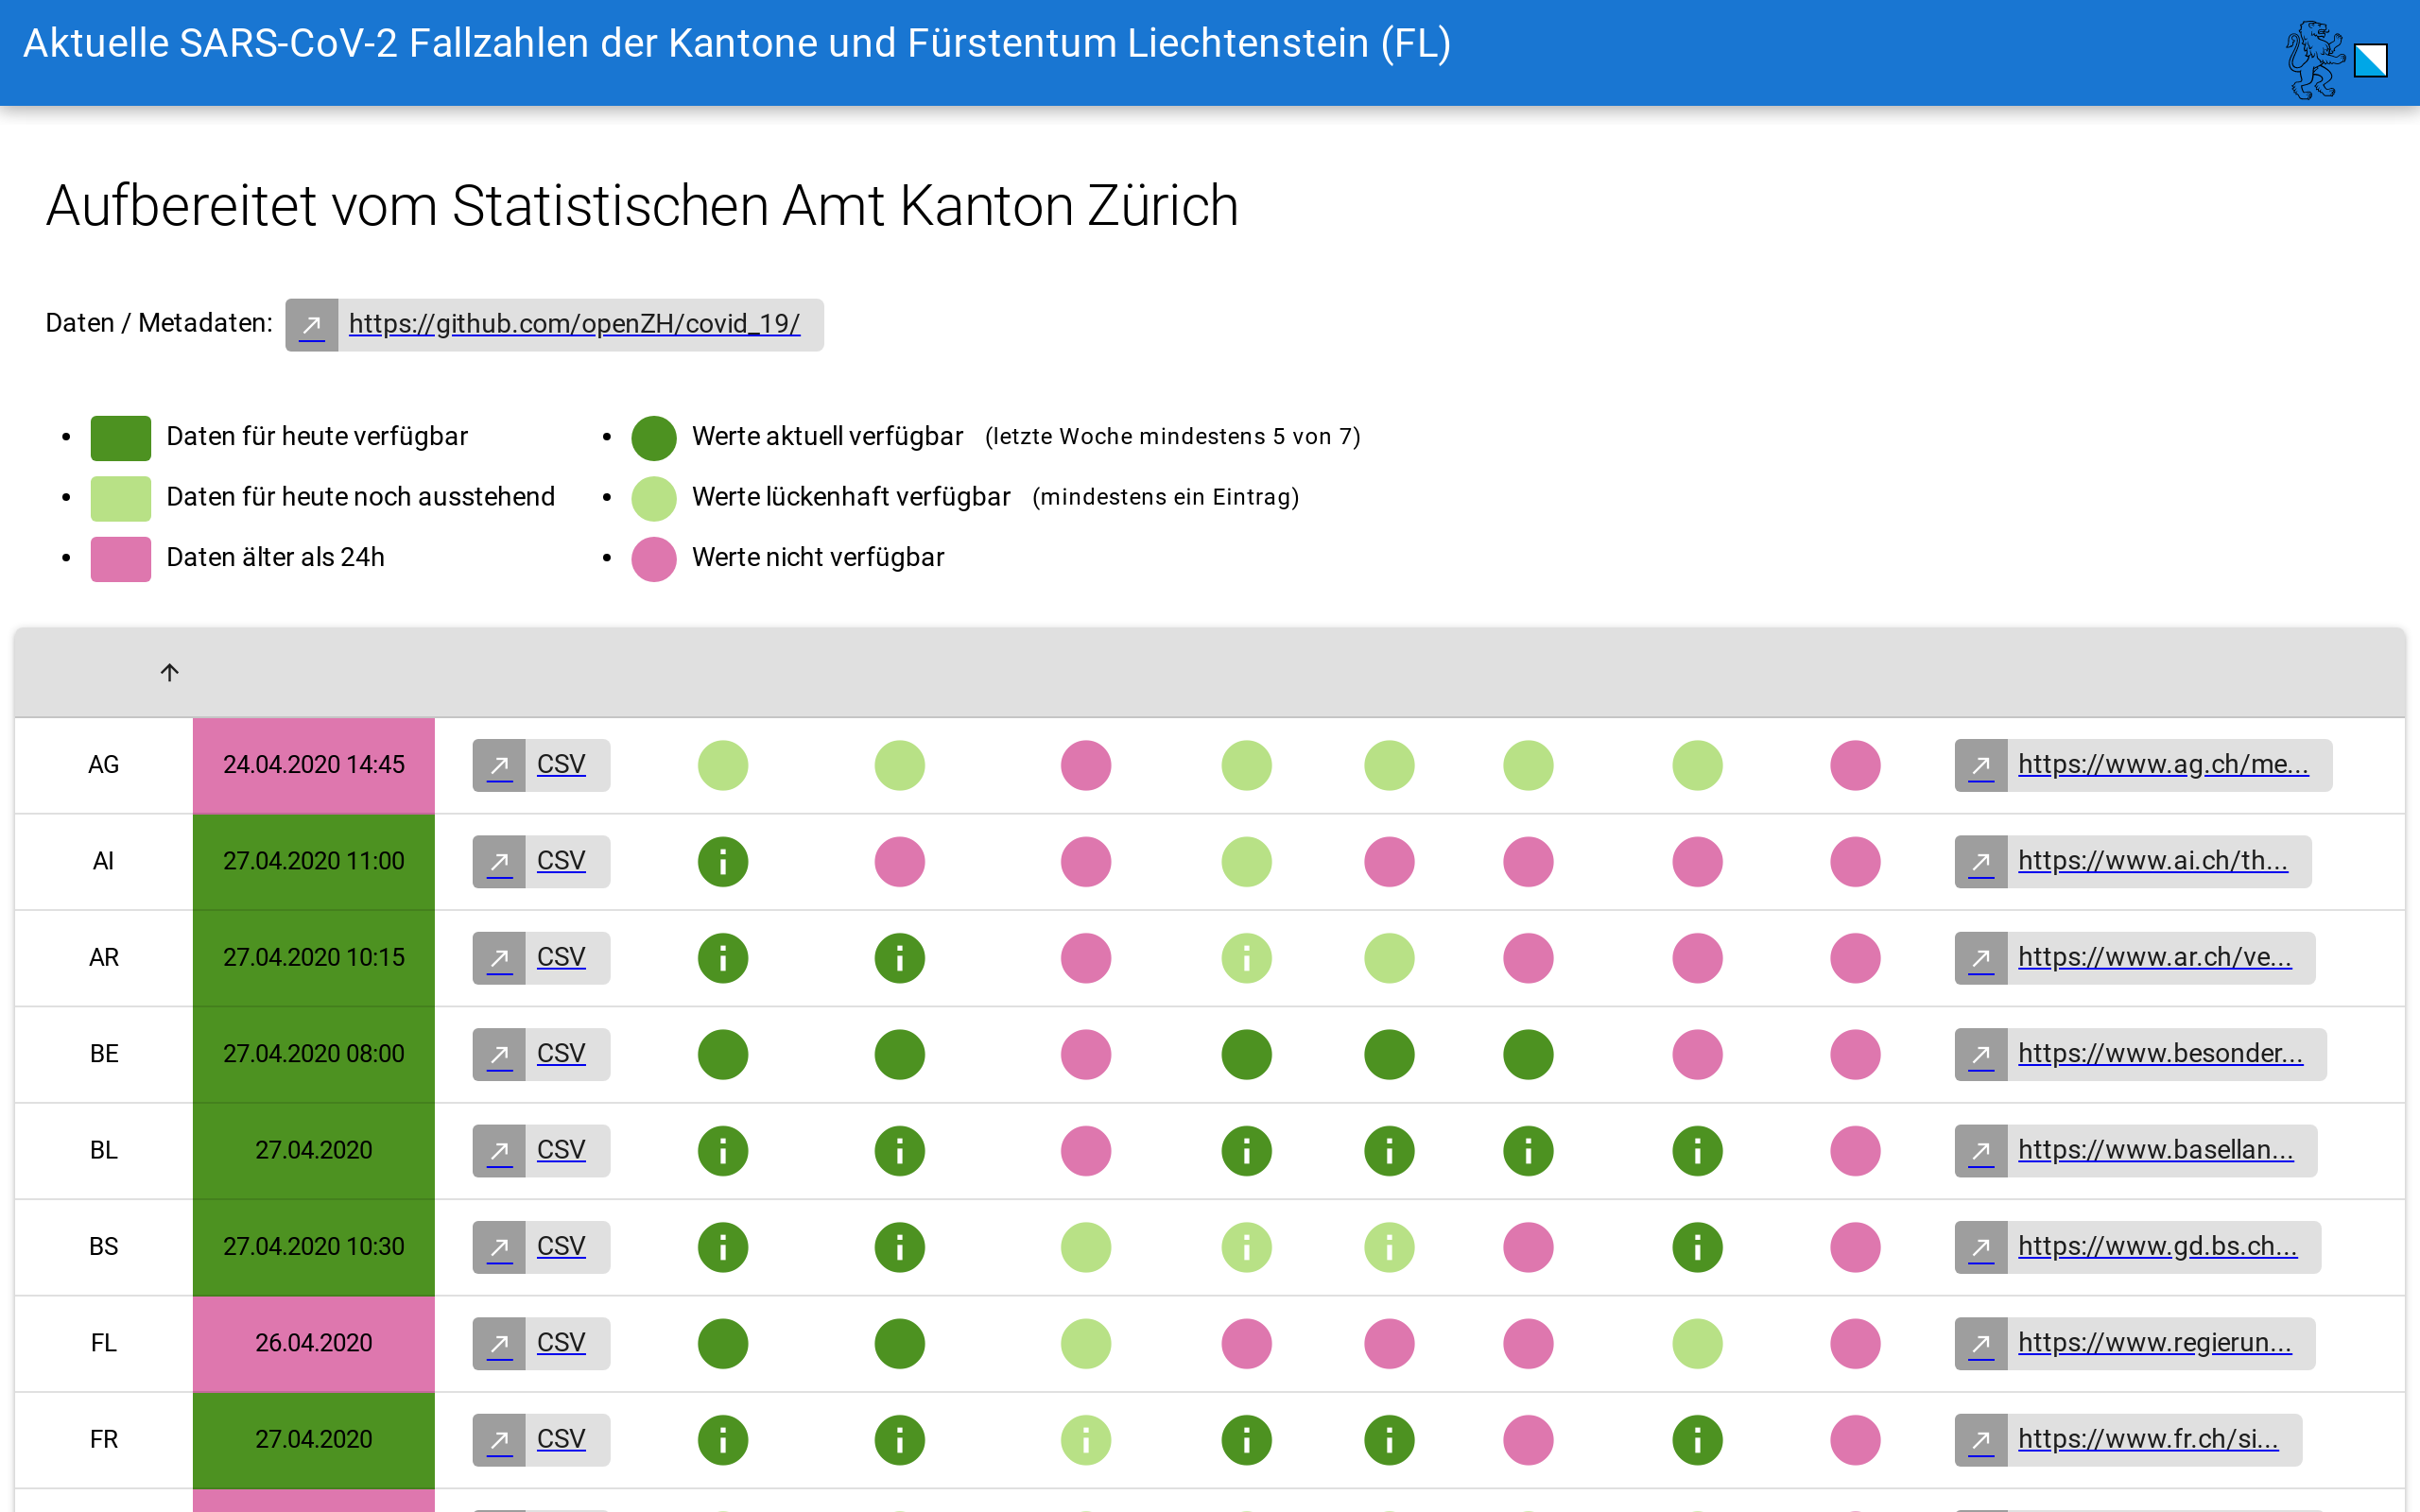 Aktuelle SARS-CoV-2 Fallzahlen der Kantone und Fürstentum Liechtenstein (FL)
Aufbereitet vom Statistischen Amt Kanton Zürich
Daten / Metadaten: https://github.com/openZH/covid_19/
Daten für heute verfügbar
Daten für heute noch ausstehend
Daten älter als 24h
Werte aktuell verfügbar (letzte Woche mindestens 5 von 7)
Werte lückenhaft verfügbar (mindestens ein Eintrag)
Werte nicht verfügbar
AG 24.04.2020 14:45 CSV https://www.ag.ch/me...
AI 27.04.2020 11:00 CSV https://www.ai.ch/th...
AR 27.04.2020 10:15 CSV https://www.ar.ch/ve...
BE 27.04.2020 08:00 CSV https://www.besonder...
BL 27.04.2020 CSV https://www.basellan...
BS 27.04.2020 10:30 CSV https://www.gd.bs.ch...
FL 26.04.2020 CSV https://www.regierun...
FR 27.04.2020 CSV https://www.fr.ch/si...